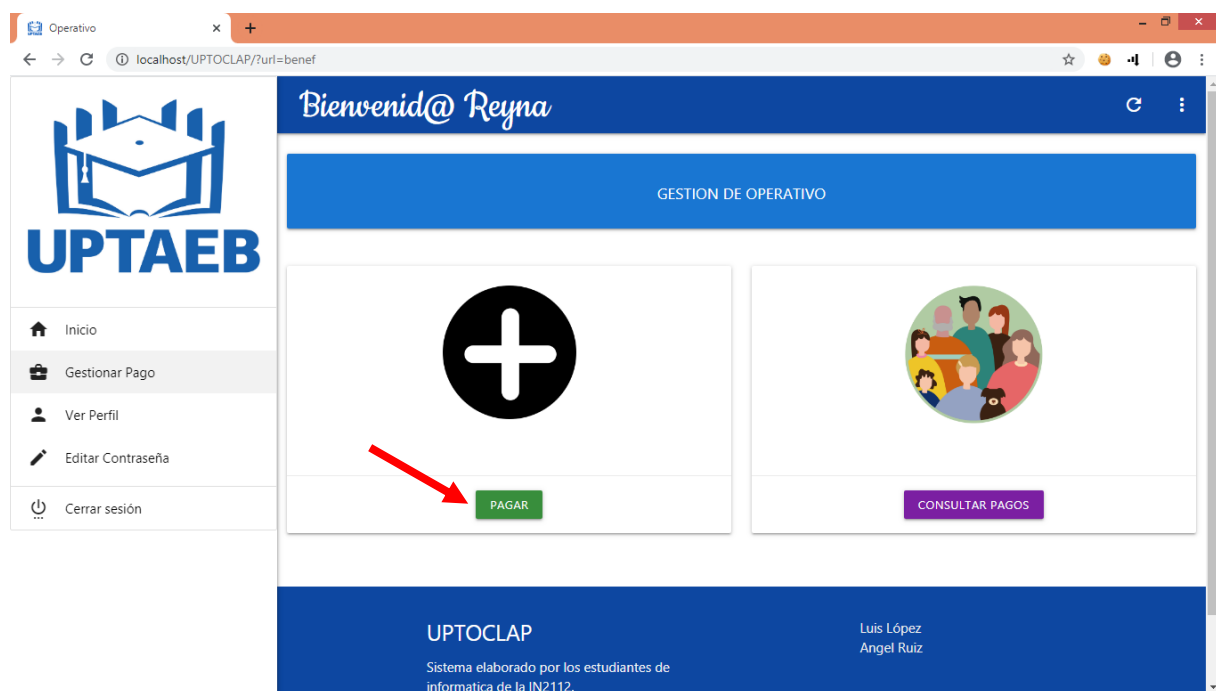 Operativo
localhost/UPTOCLAP/?url=benef
UPTAEB
Inicio
Gestionar Pago
Ver Perfil
Editar Contraseña
Cerrar sesión
Bienvenid@ Reyna
GESTION DE OPERATIVO
PAGAR
CONSULTAR PAGOS
UPTOCLAP
Sistema elaborado por los estudiantes de
informatica de la IN2112.
Luis López
Angel Ruiz